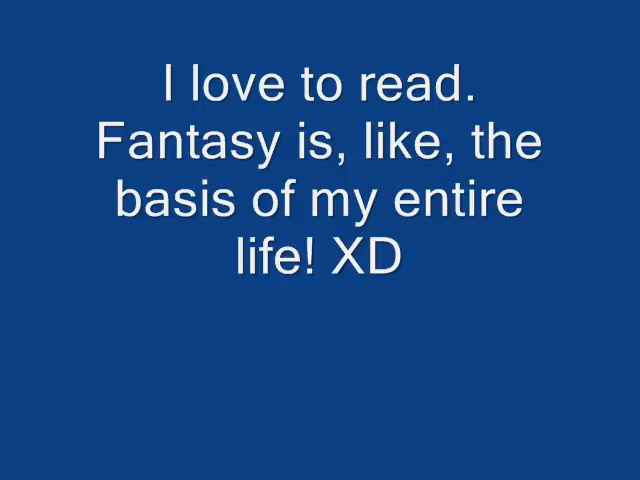 I love to read.
Fantasy is, like, the
basis of my entire
life! XD